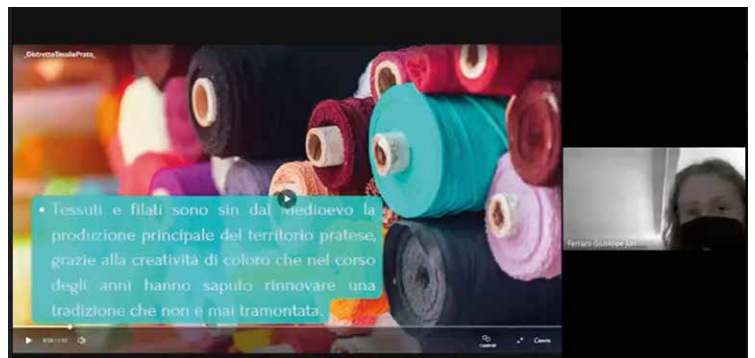 _DistrettoTessilePrato_
• Tessuti e filati sono sin dal Medioevo la
produzione principale del territorio pratese,
grazie alla creatività di coloro che nel corso
degli anni hanno saputo rinnovare una
tradizione che non e mai tramontata.
Canva
Ferraro Giuseppe